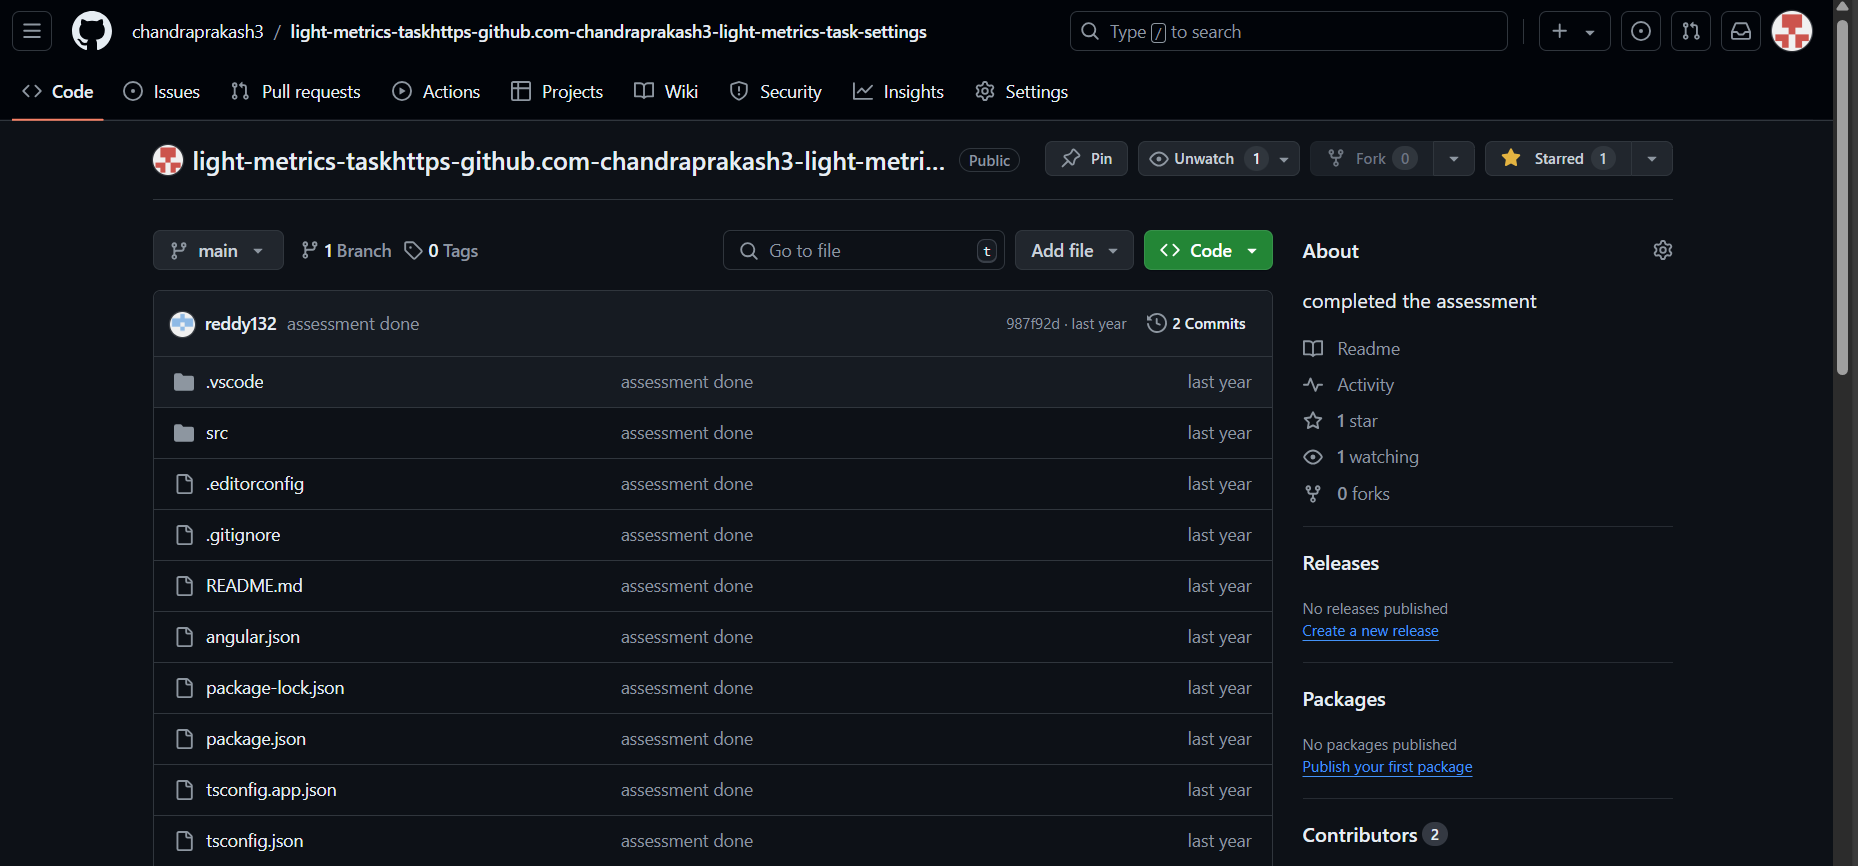 chandraprakash3 / light-metrics-taskhttps-github.com-chandraprakash3-light-metrics-task-settings
Type / to search
Code Issues Pull requests Actions Projects Wiki Security Insights Settings
light-metrics-taskhttps-github.com-chandraprakash3-light-metri... Public
Pin Unwatch 1 Fork 0 Starred 1
main 1 Branch 0 Tags
Go to file t Add file Code
reddy132 assessment done 987f92d · last year 2 Commits
.vscode assessment done last year
src assessment done last year
.editorconfig assessment done last year
.gitignore assessment done last year
README.md assessment done last year
angular.json assessment done last year
package-lock.json assessment done last year
package.json assessment done last year
tsconfig.app.json assessment done last year
tsconfig.json assessment done last year
About
completed the assessment
Readme
Activity
1 star
1 watching
0 forks
Releases
No releases published
Create a new release
Packages
No packages published
Publish your first package
Contributors 2